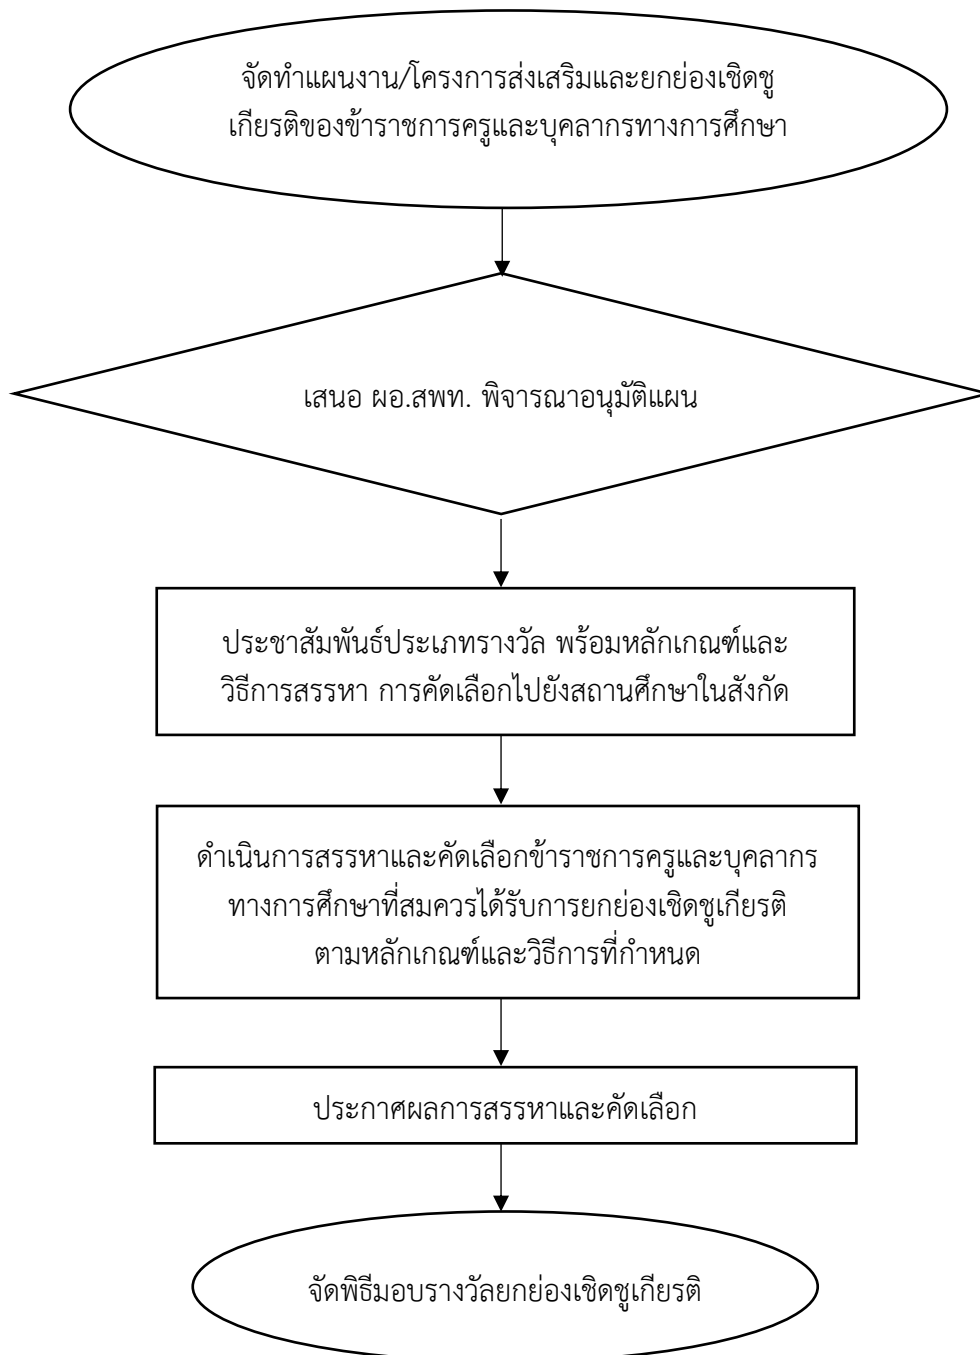 จัดทำแผนงาน/โครงการส่งเสริมและยกย่องเชิดชู
เกียรติของข้าราชการครูและบุคลากรทางการศึกษา
เสนอ ผอ.สพท. พิจารณาอนุมัติแผน
ประชาสัมพันธ์ประเภทรางวัล พร้อมหลักเกณฑ์และ
วิธีการสรรหา การคัดเลือกไปยังสถานศึกษาในสังกัด
ดำเนินการสรรหาและคัดเลือกข้าราชการครูและบุคลากร
ทางการศึกษาที่สมควรได้รับการยกย่องเชิดชูเกียรติ
ตามหลักเกณฑ์และวิธีการที่กำหนด
ประกาศผลการสรรหาและคัดเลือก
จัดพิธีมอบรางวัลยกย่องเชิดชูเกียรติ